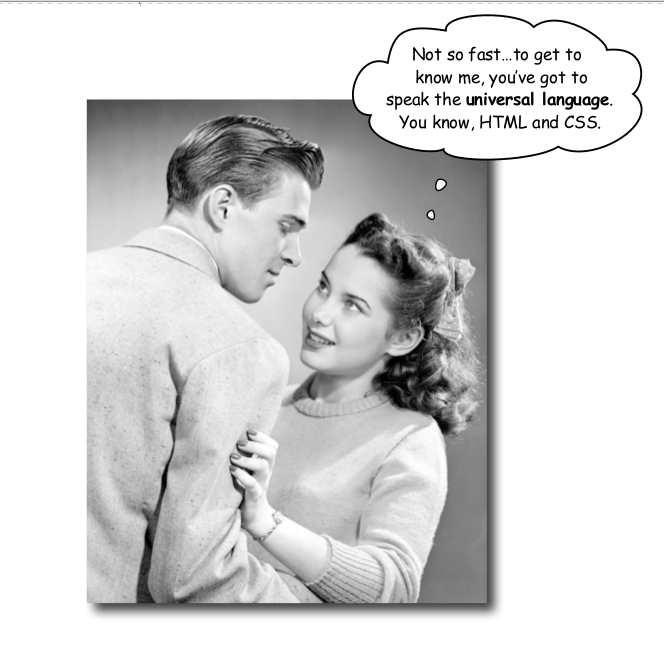 Not so fast...to get to
know me, you've got to
speak the universal language.
You know, HTML and CSS.